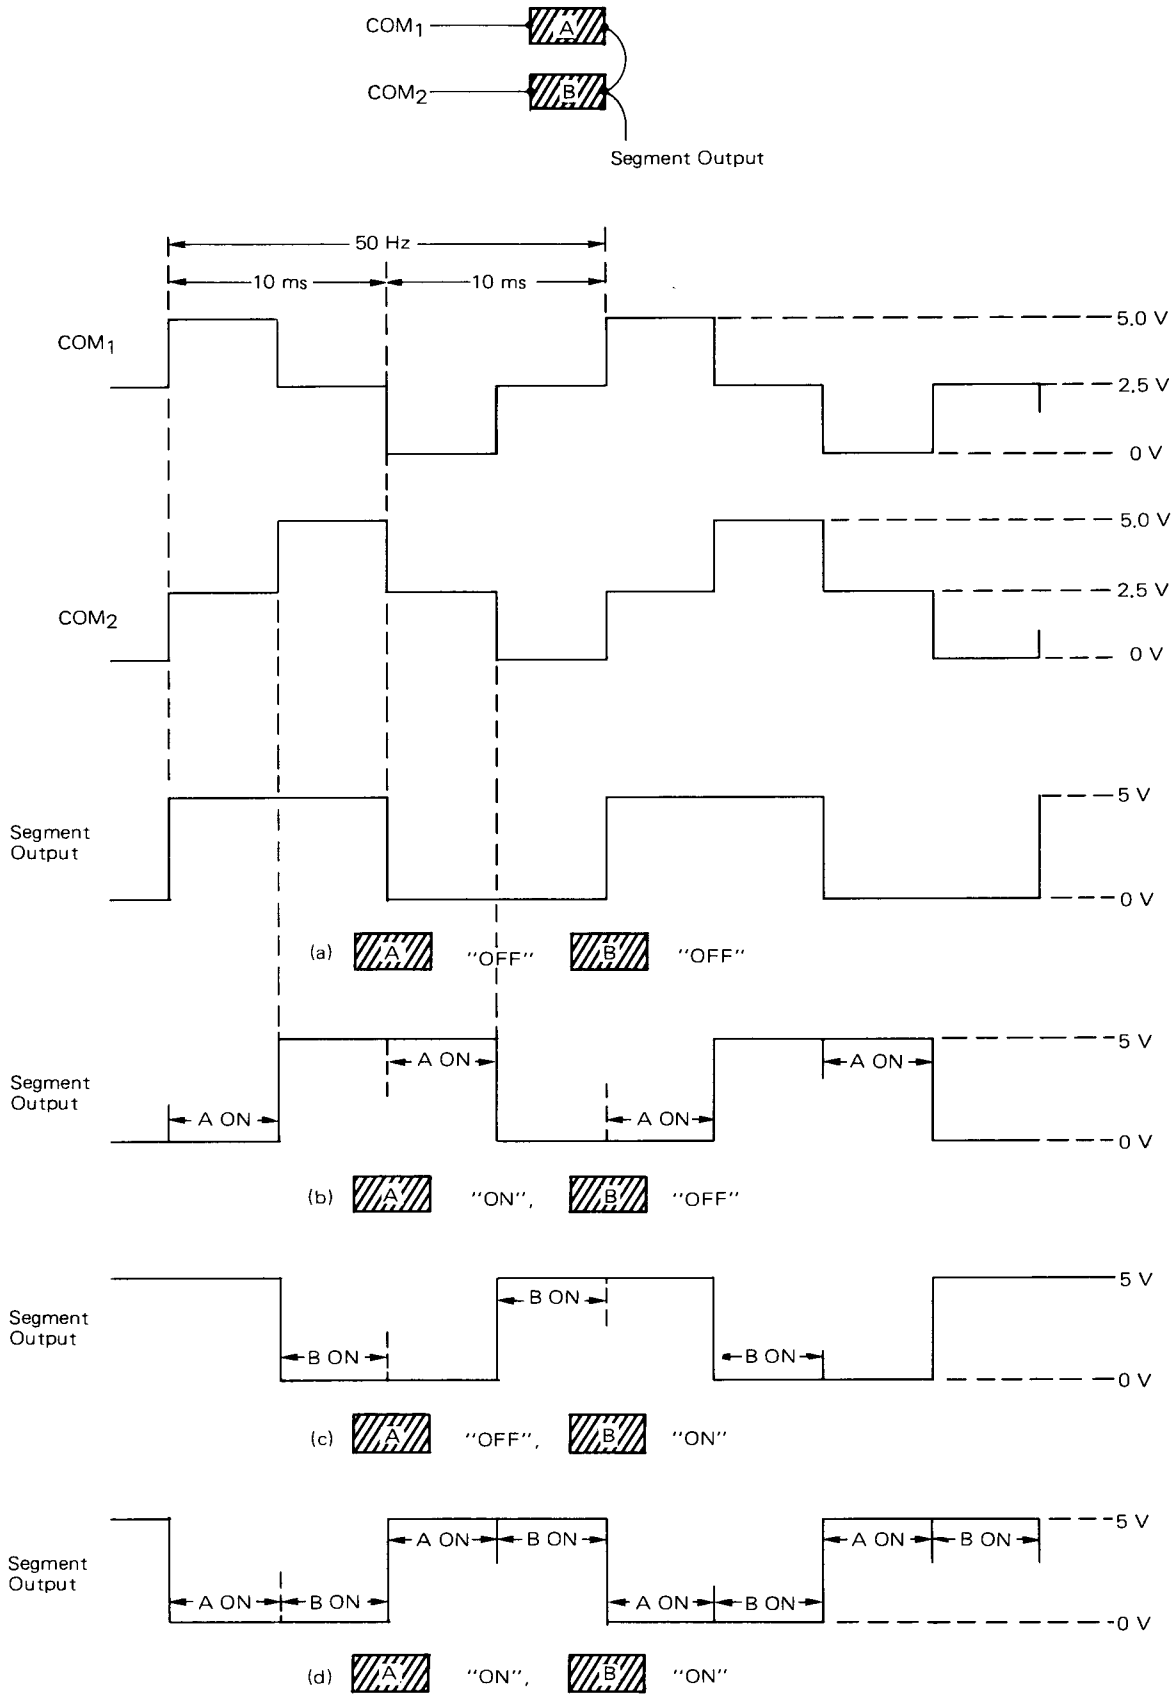 COM1
A
COM2
B
Segment Output
50 Hz
10 ms 10 ms
5.0 V
COM1
2.5 V
0 V
5.0 V
2.5 V
COM2
0 V
5 V
Segment
Output
0 V
(a) A "OFF" B "OFF"
5 V
A ON A ON
Segment
Output
A ON A ON
0 V
(b) A "ON", B "OFF"
5 V
B ON
Segment
Output
B ON B ON
0 V
(c) A "OFF", B "ON"
5 V
A ON B ON A ON B ON
Segment
Output
A ON B ON A ON B ON
0 V
(d) A "ON", B "ON"